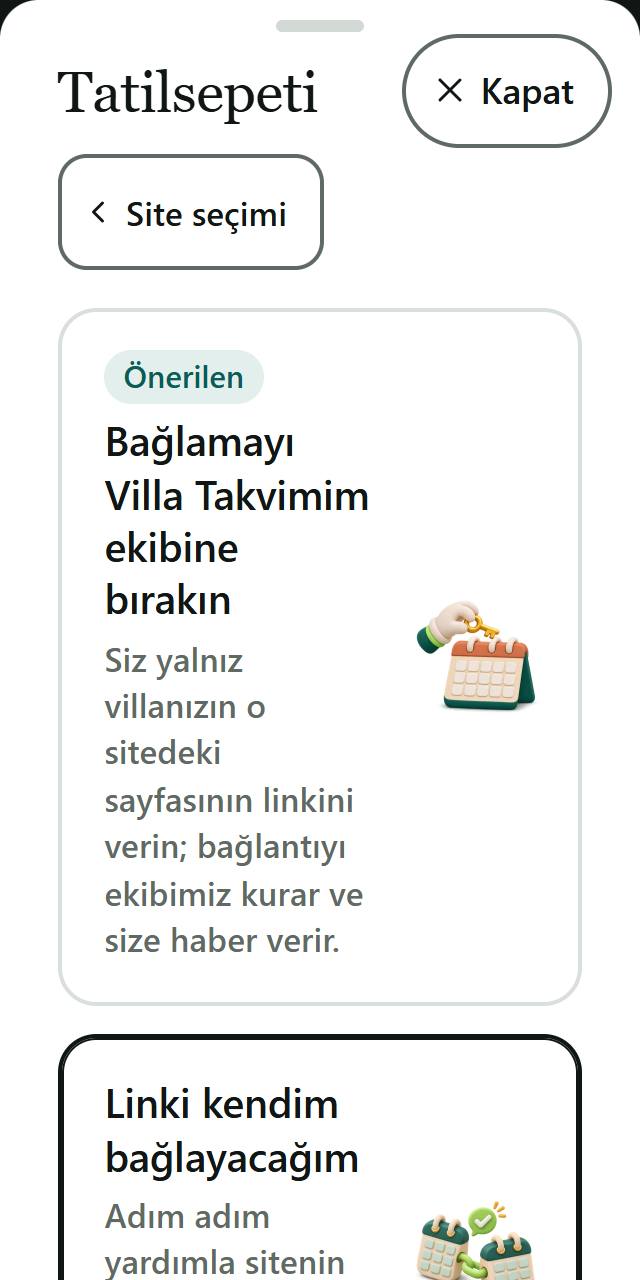 Tatilsepeti
Kapat
Site seçimi
Önerilen
Bağlamayı
Villa Takvimim
ekibine
bırakın
Siz yalnız
villanızın o
sitedeki
sayfasının linkini
verin; bağlantıyı
ekibimiz kurar ve
size haber verir.
Linki kendim
bağlayacağım
Adım adım
yardımla sitenin